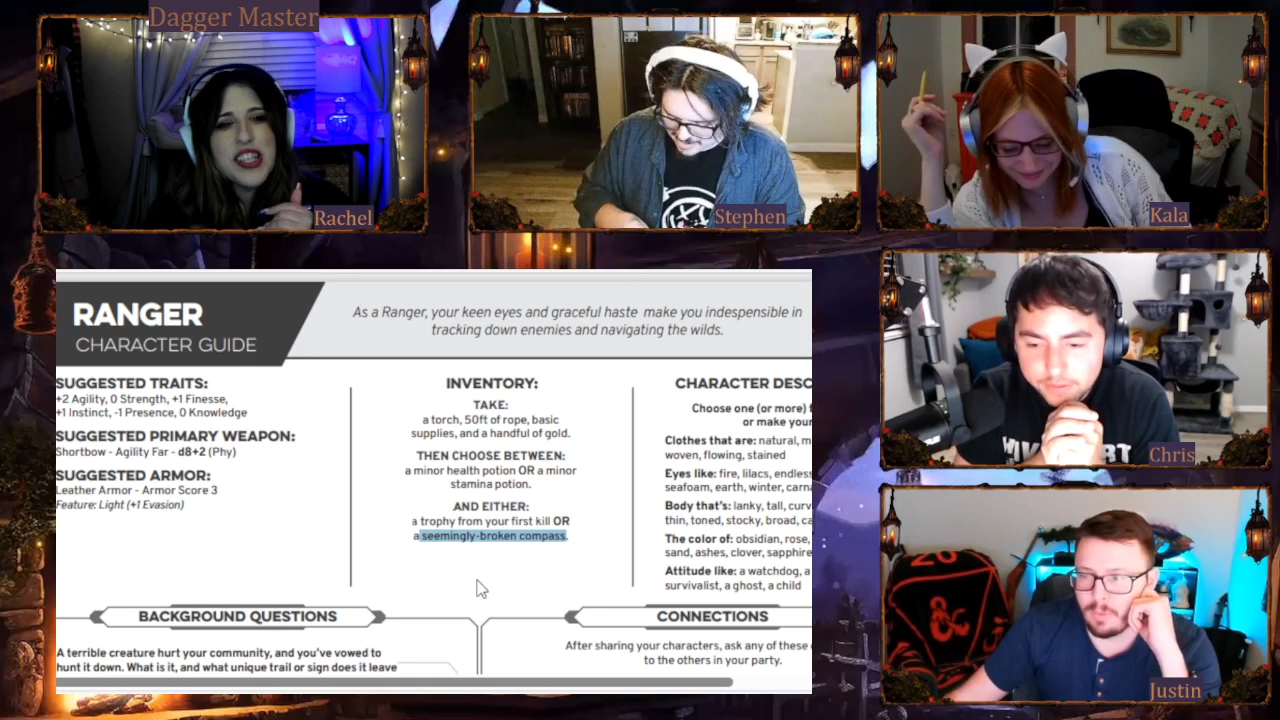 Dagger Master
Rachel
Stephen
Kala
RANGER
CHARACTER GUIDE
As a Ranger, your keen eyes and graceful haste make you indispensible in
tracking down enemies and navigating the wilds.
SUGGESTED TRAITS:
+2 Agility, 0 Strength, +1 Finesse,
+1 Instinct, -1 Presence, 0 Knowledge
SUGGESTED PRIMARY WEAPON:
Shortbow - Agility Far - d8+2 (Phy)
SUGGESTED ARMOR:
Leather Armor - Armor Score 3
Feature: Light (+1 Evasion)
INVENTORY:
TAKE:
a torch, 50ft of rope, basic
supplies, and a handful of gold.
THEN CHOOSE BETWEEN:
a minor health potion OR a minor
stamina potion.
AND EITHER:
a trophy from your first kill OR
a seemingly-broken compass.
CHARACTER DESC
Choose one (or more) f
or make your
Clothes that are: natural, m
woven, flowing, stained
Eyes like: fire, lilacs, endless
seafoam, earth, winter, carna
Body that's: lanky, tall, curv
thin, toned, stocky, broad, ca
The color of: obsidian, rose,
sand, ashes, clover, sapphire
Attitude like: a watchdog, a
survivalist, a ghost, a child
BACKGROUND QUESTIONS
A terrible creature hurt your community, and you've vowed to
hunt it down. What is it, and what unique trail or sign does it leave
CONNECTIONS
After sharing your characters, ask any of these
to the others in your party.
Chris
20
&
Justin